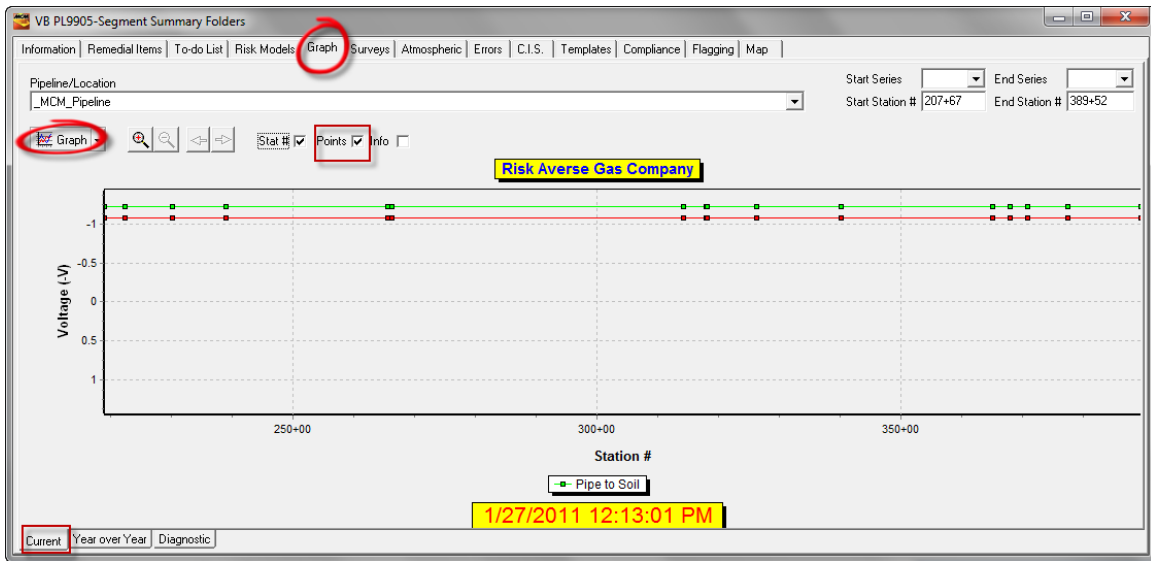 VB PL9905-Segment Summary Folders
Information Remedial Items To-do List Risk Models Graph Surveys Atmospheric Errors C.I.S. Templates Compliance Flagging Map
Pipeline/Location
_MCM_Pipeline
Start Series End Series
Start Station # 207+67 End Station # 389+52
Graph Stat # Points Info
Risk Averse Gas Company
-1
-0.5
0
0.5
1
Voltage (-V)
250+00 300+00 350+00
Station #
Pipe to Soil
1/27/2011 12:13:01 PM
Current Year over Year Diagnostic